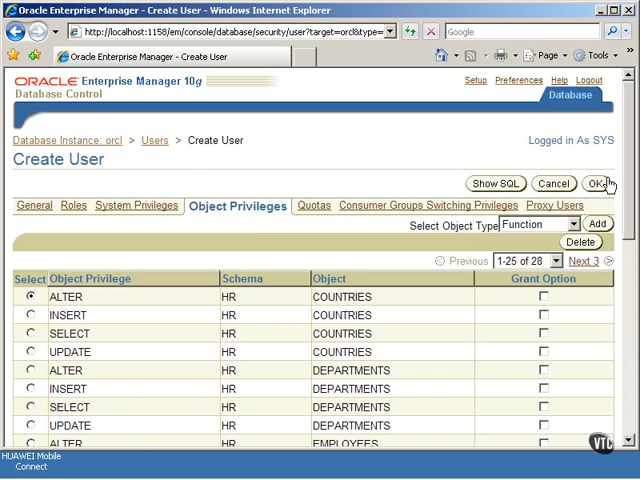 Oracle Enterprise Manager - Create User - Windows Internet Explorer
http://localhost:1158/em/console/database/security/user?target=orcl&type=
Google
Oracle Enterprise Manager - Create User
Page
Tools
ORACLE Enterprise Manager 10g
Database Control
Setup Preferences Help Logout
Database
Database Instance: orcl > Users > Create User
Logged in As SYS
Create User
Show SQL Cancel OK
General Roles System Privileges Object Privileges Quotas Consumer Groups Switching Privileges Proxy Users
Select Object Type Function Add
Delete
Previous 1-25 of 28 Next 3
Select Object Privilege Schema Object Grant Option
ALTER HR COUNTRIES
INSERT HR COUNTRIES
SELECT HR COUNTRIES
UPDATE HR COUNTRIES
ALTER HR DEPARTMENTS
INSERT HR DEPARTMENTS
SELECT HR DEPARTMENTS
UPDATE HR DEPARTMENTS
ALTER HR EMPLOYEES
VTC
HUAWEI Mobile
Connect